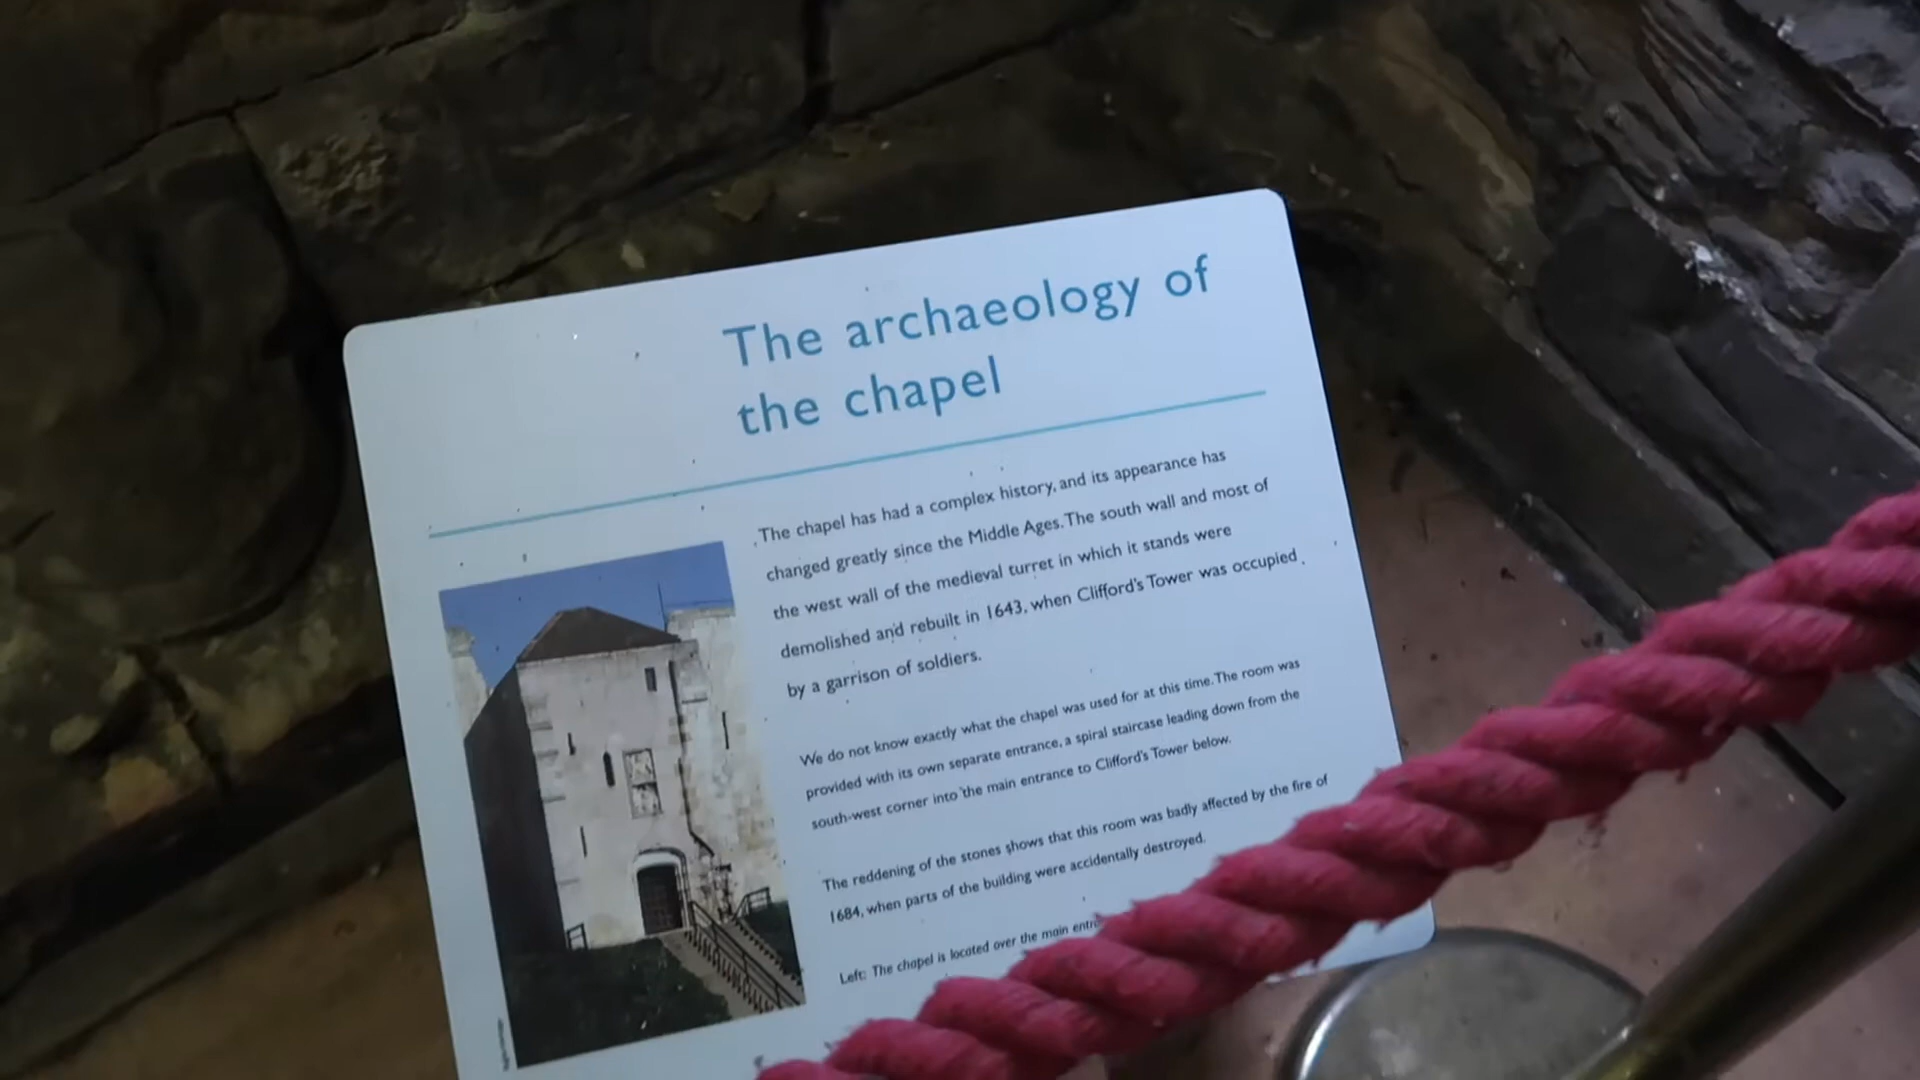 The archaeology of
the chapel
The chapel has had a complex history, and its appearance has
changed greatly since the Middle Ages. The south wall and most of
the west wall of the medieval turret in which it stands were
demolished and rebuilt in 1643, when Clifford's Tower was occupied
by a garrison of soldiers.
We do not know exactly what the chapel was used for at this time. The room was
provided with its own separate entrance, a spiral staircase leading down from the
south-west corner into the main entrance to Clifford's Tower below.
The reddening of the stones shows that this room was badly affected by the fire of
1684, when parts of the building were accidentally destroyed.
Left: The chapel is located over the main